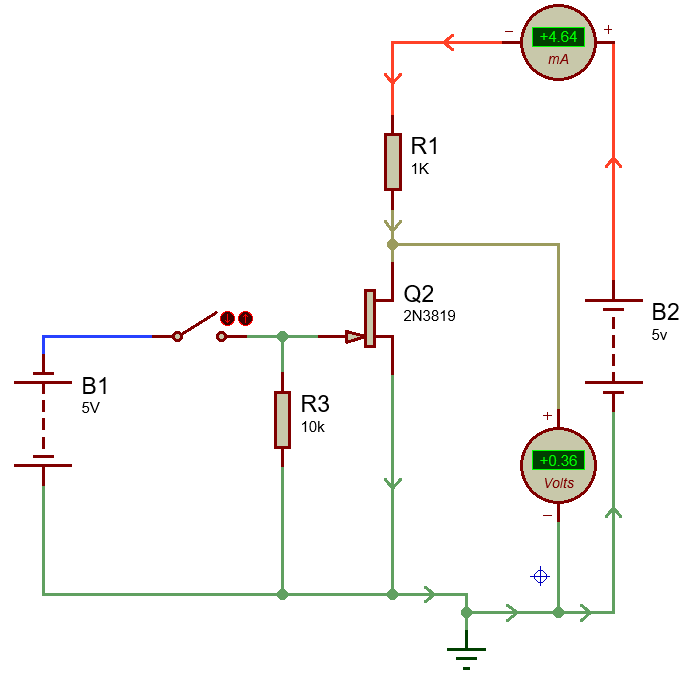 − +4.64 +
mA
R1
1K
Q2
2N3819
B2
5v
B1
5V
R3
10k
+
+0.36
Volts
−